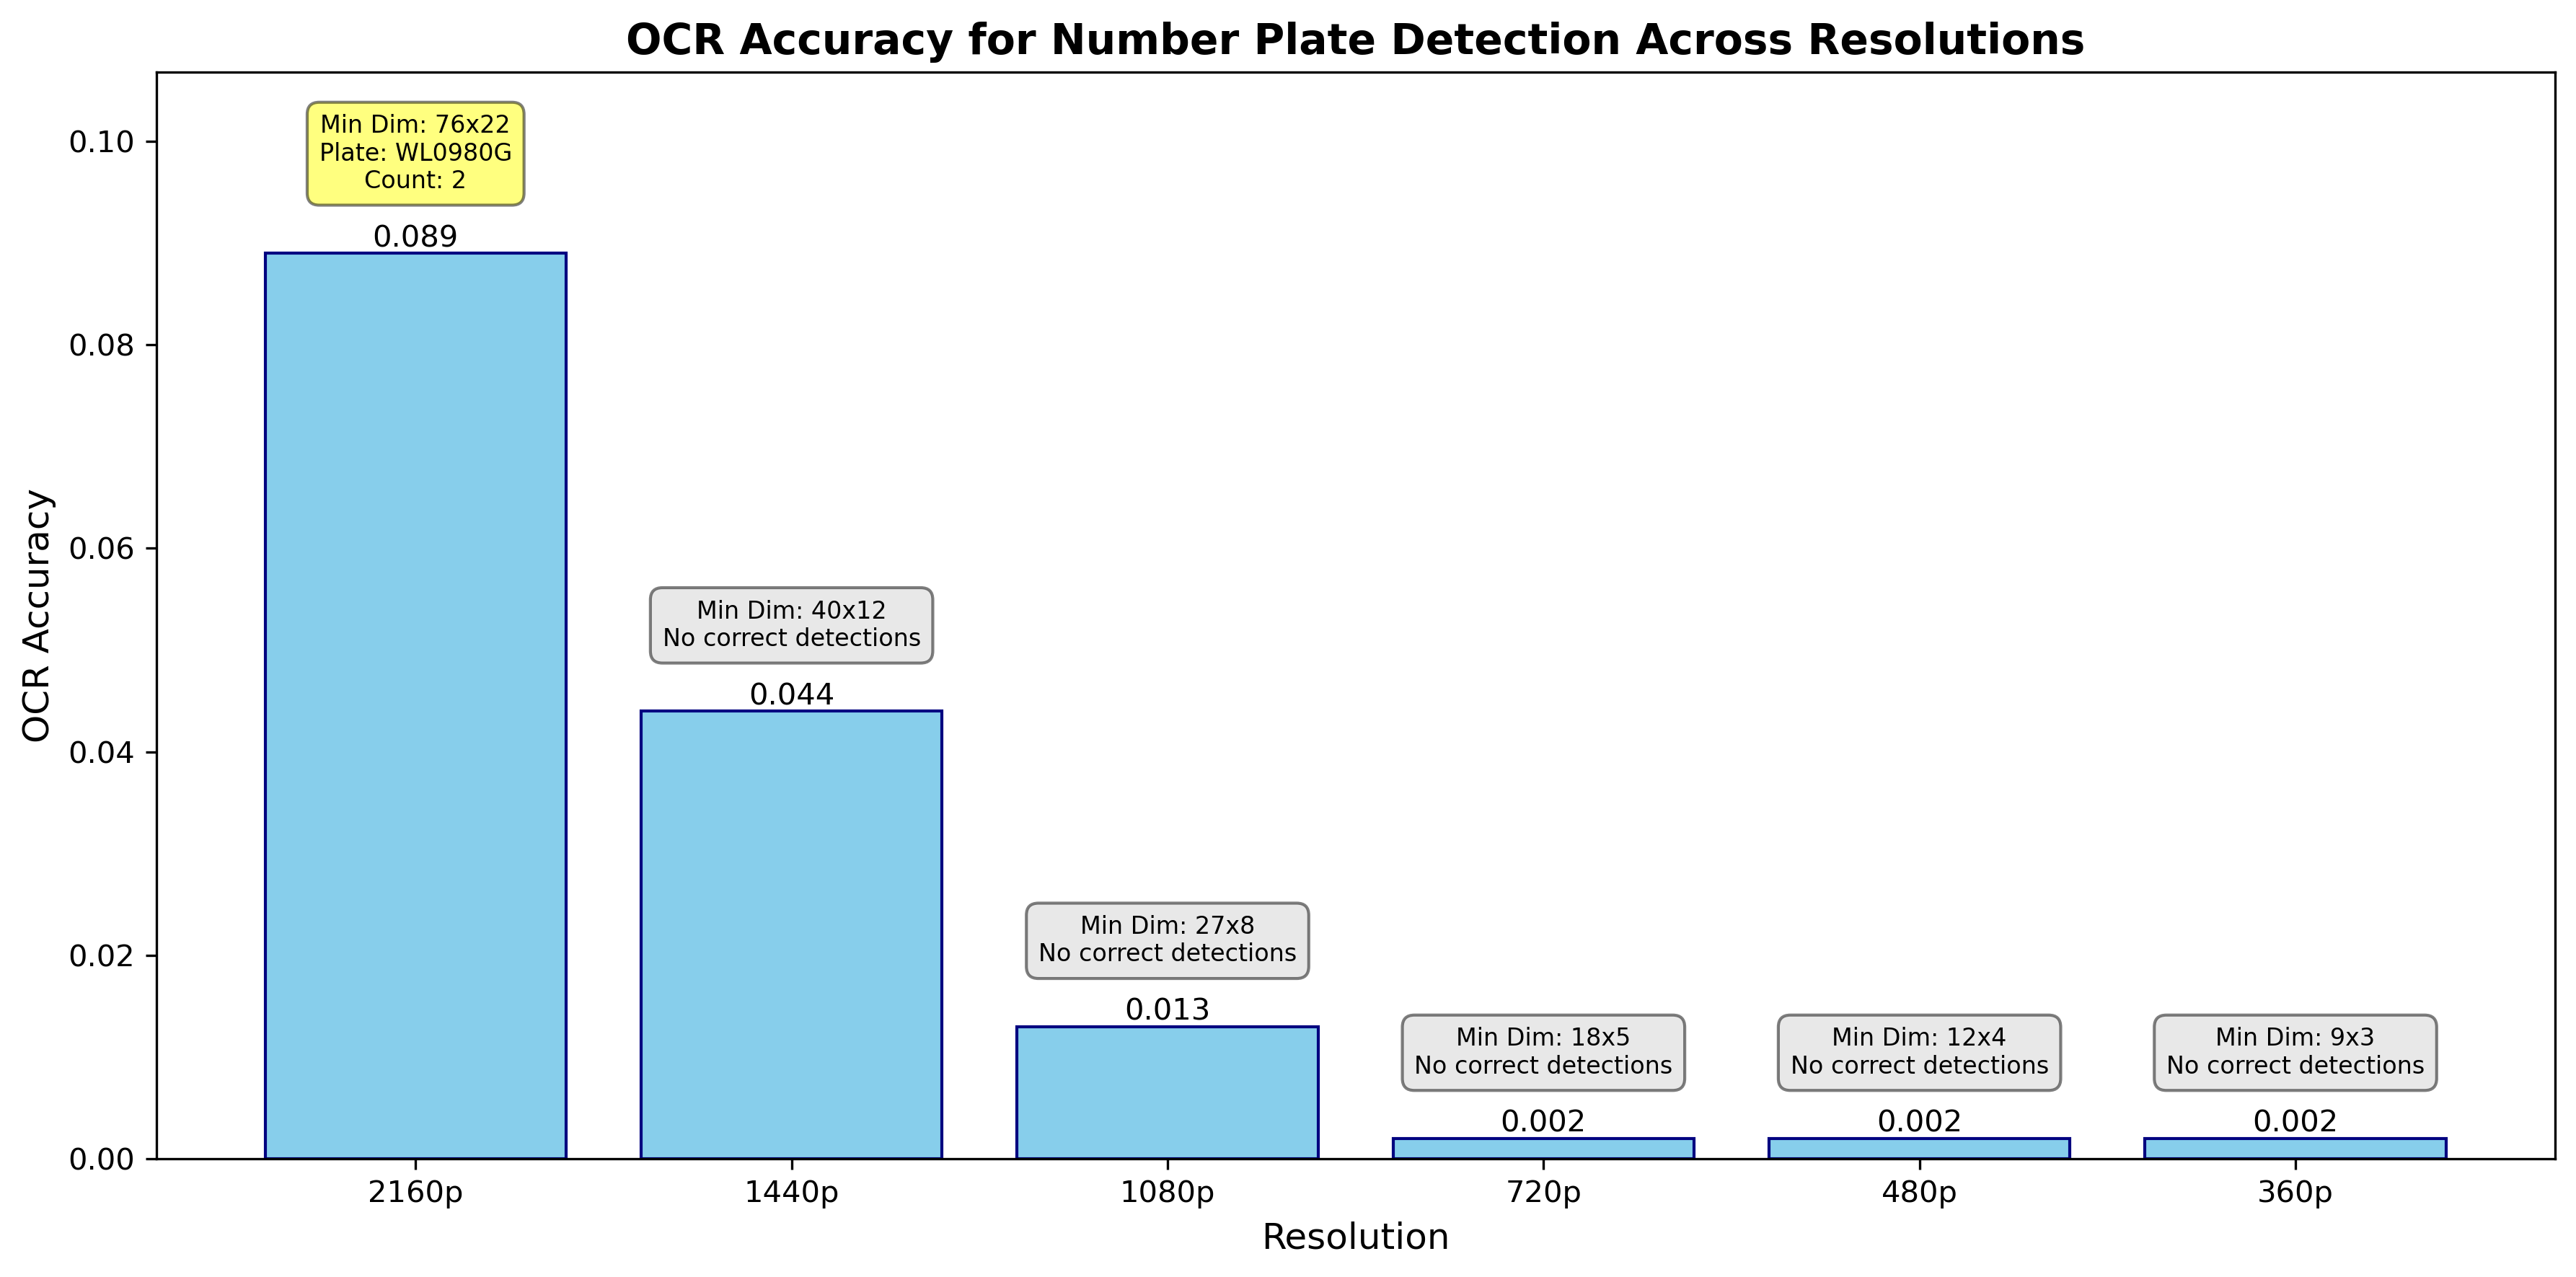 OCR Accuracy for Number Plate Detection Across Resolutions
OCR Accuracy
0.10
0.08
0.06
0.04
0.02
0.00
Min Dim: 76x22
Plate: WL0980G
Count: 2
0.089
Min Dim: 40x12
No correct detections
0.044
Min Dim: 27x8
No correct detections
0.013
Min Dim: 18x5
No correct detections
0.002
Min Dim: 12x4
No correct detections
0.002
Min Dim: 9x3
No correct detections
0.002
2160p
1440p
1080p
720p
480p
360p
Resolution